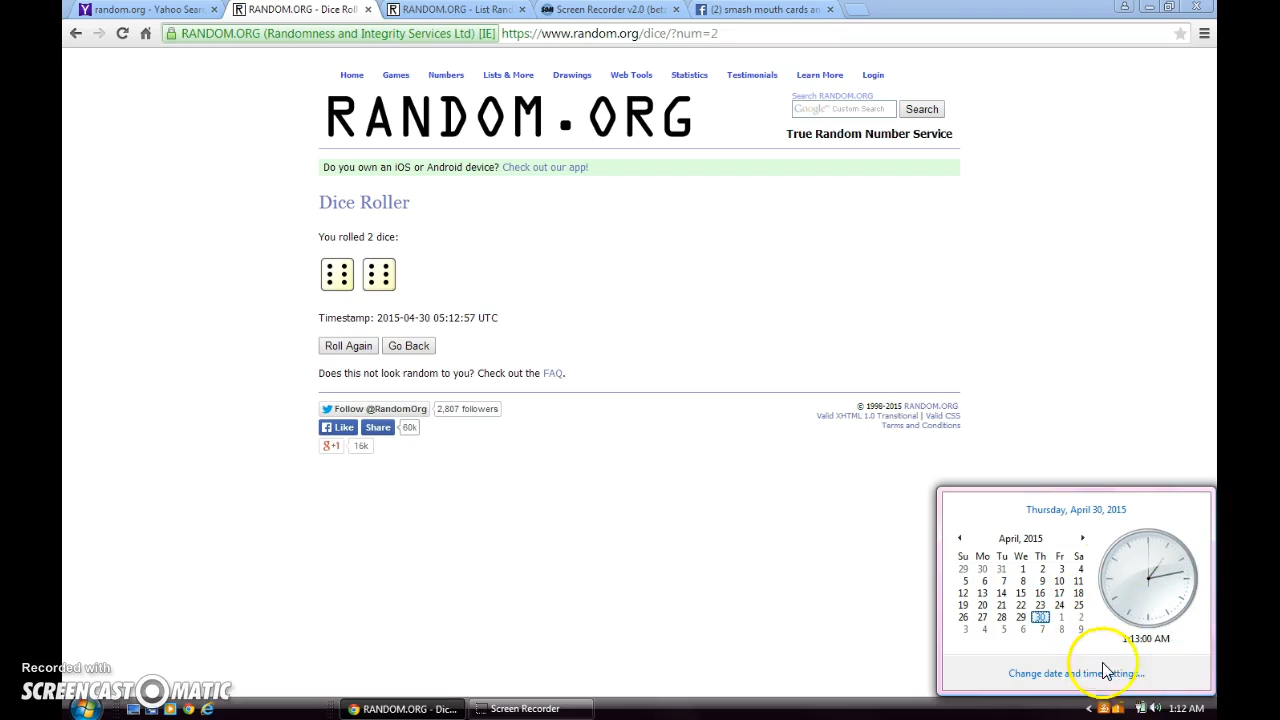 random.org - Yahoo Sear
RANDOM.ORG - Dice Roll
RANDOM.ORG - List Rand
Screen Recorder v2.0 (bet
(2) smash mouth cards an
RANDOM.ORG (Randomness and Integrity Services Ltd) [IE] https://www.random.org/dice/?num=2
Home Games Numbers Lists & More Drawings Web Tools Statistics Testimonials Learn More Login
RANDOM.ORG
Search RANDOM.ORG
Google™ Custom Search Search
True Random Number Service
Do you own an iOS or Android device? Check out our app!
Dice Roller
You rolled 2 dice:
Timestamp: 2015-04-30 05:12:57 UTC
Roll Again Go Back
Does this not look random to you? Check out the FAQ.
Follow @RandomOrg 2,807 followers
Like Share 60k
g+1 16k
© 1998-2015 RANDOM.ORG
Valid XHTML 1.0 Transitional | Valid CSS
Terms and Conditions
Thursday, April 30, 2015
April, 2015
Su Mo Tu We Th Fr Sa
29 30 31 1 2 3 4
5 6 7 8 9 10 11
12 13 14 15 16 17 18
19 20 21 22 23 24 25
26 27 28 29 30 1 2
3 4 5 6 7 8 9
1:13:00 AM
Change date and time settings...
Recorded with
SCREENCAST-O-MATIC
RANDOM.ORG - Dic...
Screen Recorder
1:12 AM